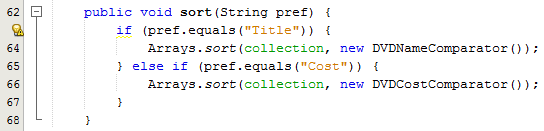 62 public void sort(String pref) {
if (pref.equals("Title")) {
64 Arrays.sort(collection, new DVDNameComparator());
65 } else if (pref.equals("Cost")) {
66 Arrays.sort(collection, new DVDCostComparator());
67 }
68 }